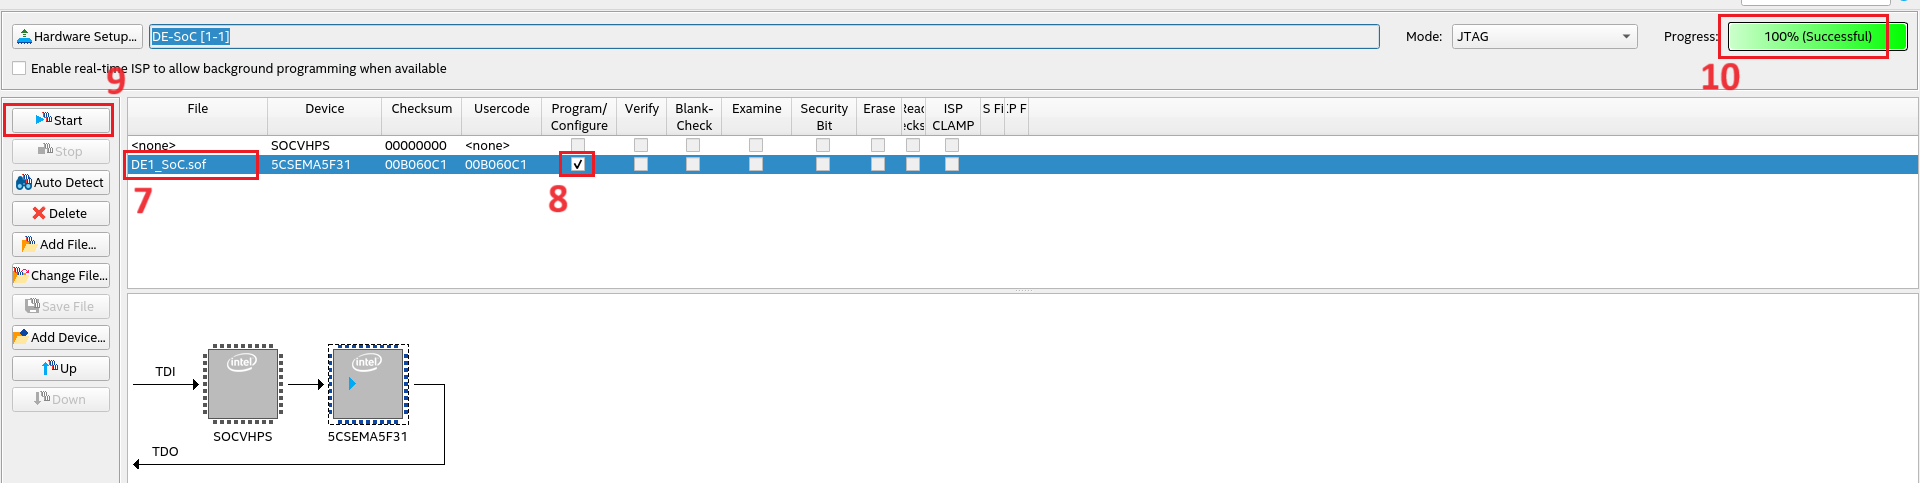 Hardware Setup...
DE-SoC [1-1]
Mode:
JTAG
Progress:
100% (Successful)
Enable real-time ISP to allow background programming when available
9
10
File
Device
Checksum
Usercode
Program/
Configure
Verify
Blank-
Check
Examine
Security
Bit
Erase
ISP
CLAMP
S Fi
P F
<none>
SOCVHPS
00000000
<none>
DE1_SoC.sof
5CSEMA5F31
00B060C1
00B060C1
7
8
Start
Stop
Auto Detect
Delete
Add File...
Change File...
Save File
Add Device...
Up
Down
TDI
intel
intel
SOCVHPS
5CSEMA5F31
TDO